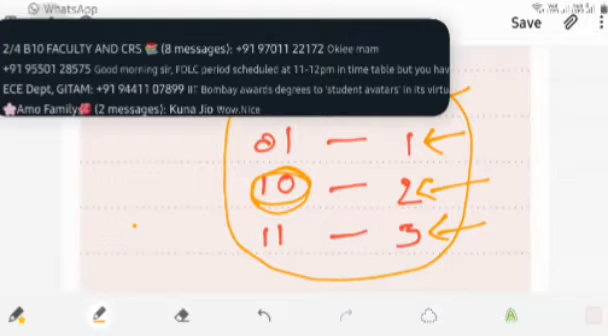 WhatsApp
Save
2/4 B10 FACULTY AND CRS (8 messages): +91 97011 22172 Okiee mam
+91 95501 28575 Good morning sir, FDLC period scheduled at 11-12pm in time table but you hav
ECE Dept, GITAM: +91 94411 07899 IIT Bombay awards degrees to 'student avatars' in its virtu
Amo Family (2 messages): Kuna Jio Wow.Nice
01 — 1
10 — 2
11 — 3
A